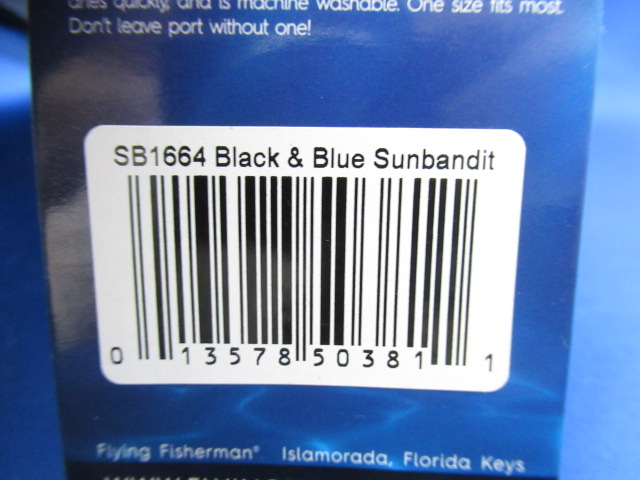 dries quickly, and is machine washable. One size fits most.
Don't leave port without one!
SB1664 Black & Blue Sunbandit
0 13578 50381 1
Flying Fisherman® Islamorada, Florida Keys